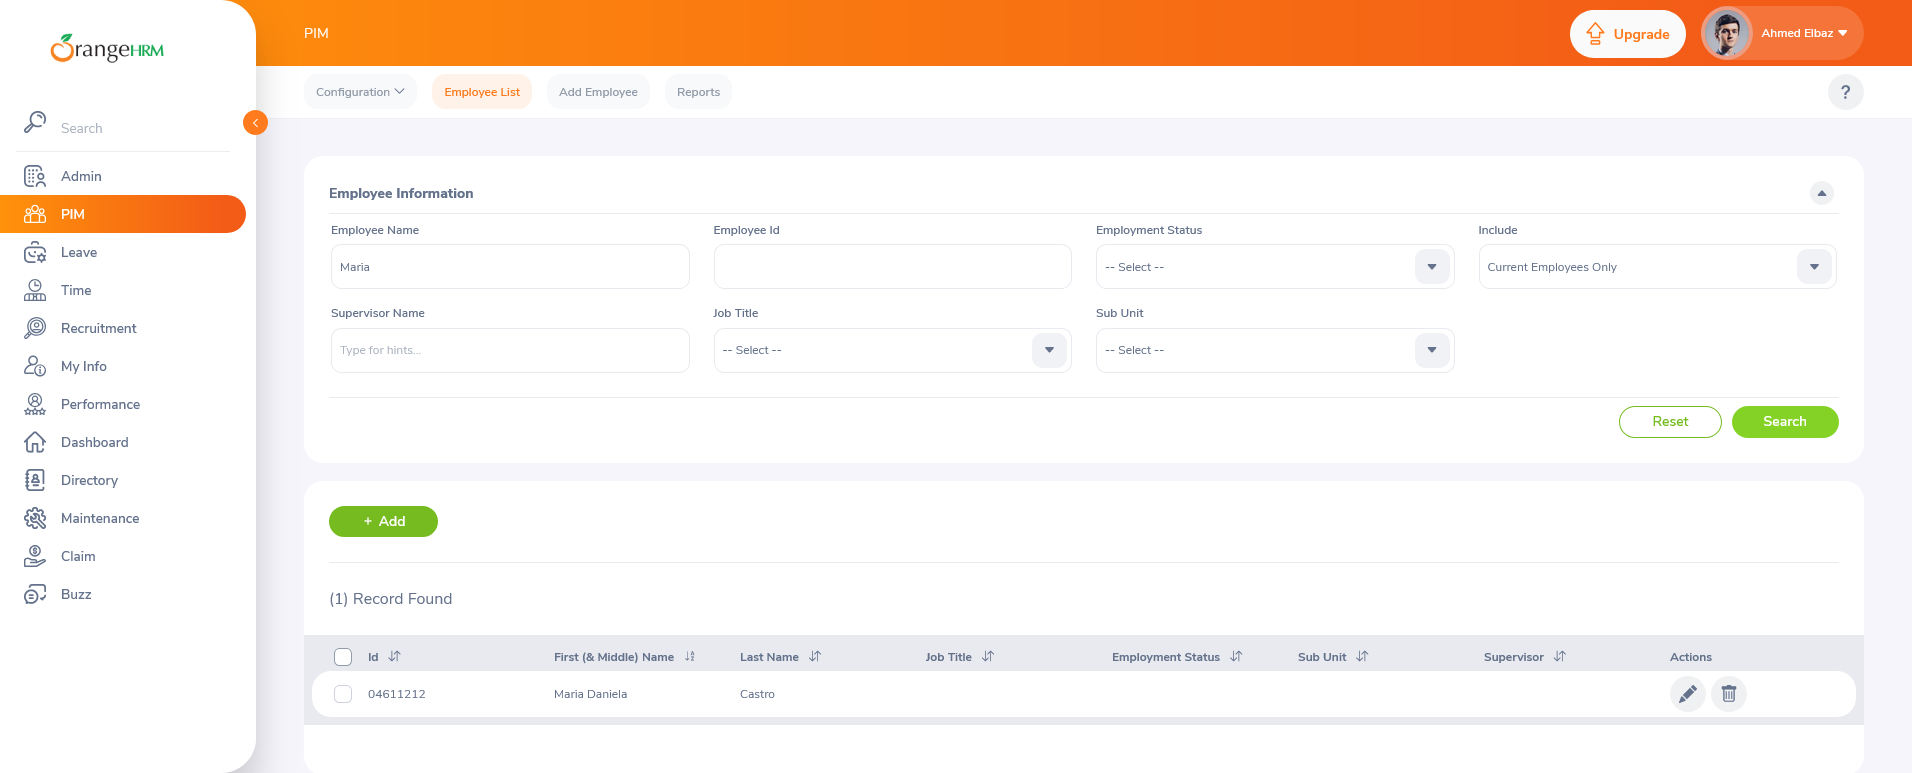 OrangeHRM
PIM
Upgrade
Ahmed Elbaz
Configuration
Employee List
Add Employee
Reports
?
Search
Admin
PIM
Leave
Time
Recruitment
My Info
Performance
Dashboard
Directory
Maintenance
Claim
Buzz
Employee Information
Employee Name
Employee Id
Employment Status
Include
Maria
-- Select --
Current Employees Only
Supervisor Name
Job Title
Sub Unit
Type for hints...
-- Select --
-- Select --
Reset
Search
+ Add
(1) Record Found
Id First (& Middle) Name Last Name Job Title Employment Status Sub Unit Supervisor Actions
04611212 Maria Daniela Castro